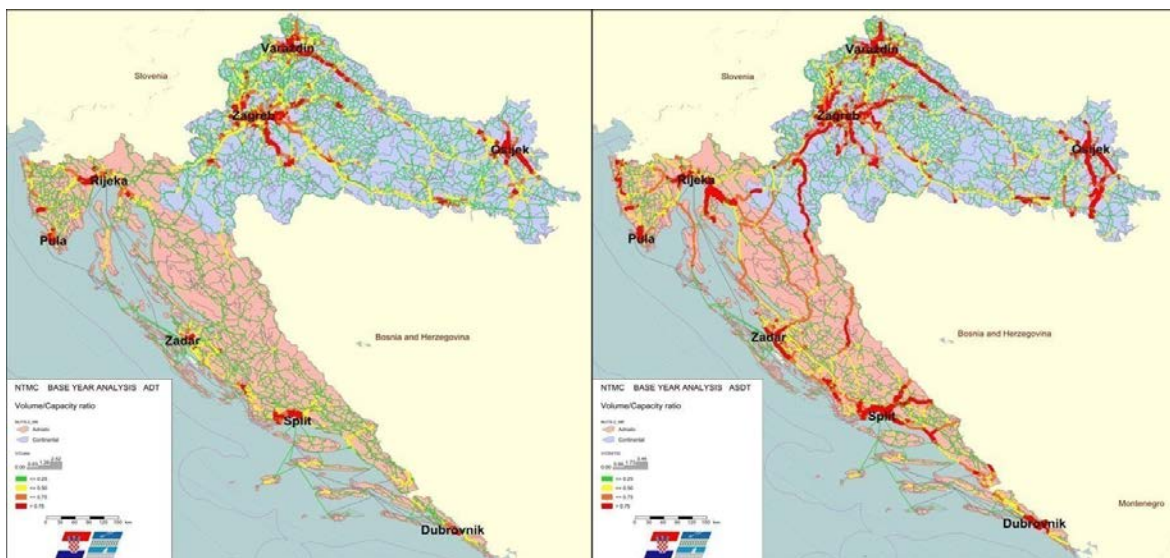 Varaždin
Slovenia
Zagreb
Osijek
Rijeka
Pula
Zadar
Bosnia and Herzegovina
Split
Dubrovnik
NTMC BASE YEAR ANALYSIS ADT
Volume/Capacity ratio
Adriatic
Continental
<= 0.25
<= 0.50
<= 0.75
> 0.75
Varaždin
Slovenia
Zagreb
Osijek
Rijeka
Pula
Zadar
Bosnia and Herzegovina
Split
Montenegro
Dubrovnik
NTMC BASE YEAR ANALYSIS ASDT
Volume/Capacity ratio
Adriatic
Continental
<= 0.25
<= 0.50
<= 0.75
> 0.75